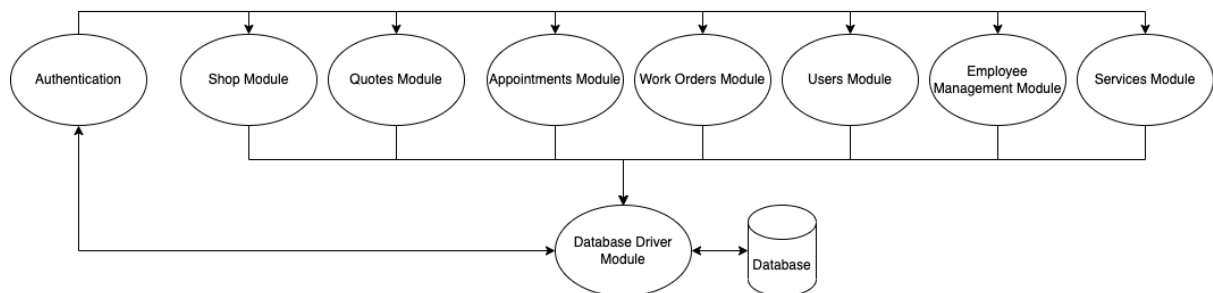 Authentication
Shop Module
Quotes Module
Appointments Module
Work Orders Module
Users Module
Employee
Management Module
Services Module
Database Driver
Module
Database